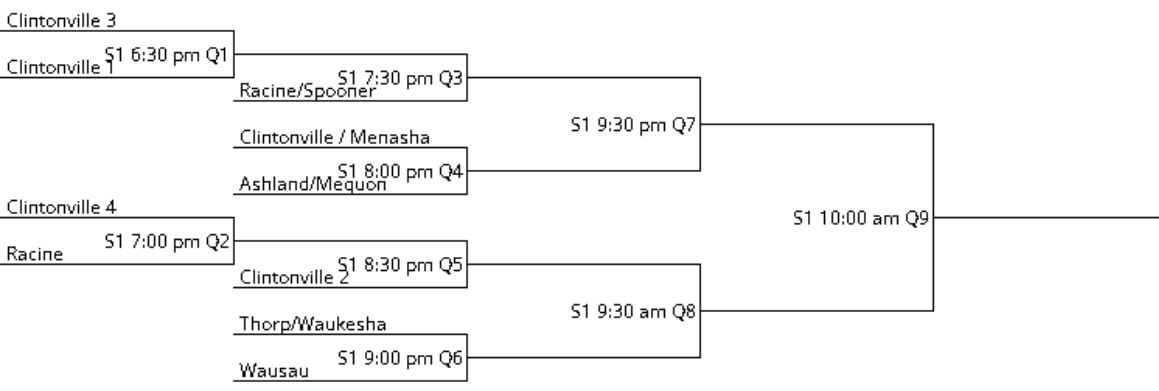 Clintonville 3
S1 6:30 pm Q1
Clintonville 1
S1 7:30 pm Q3
Racine/Spooner
S1 9:30 pm Q7
Clintonville / Menasha
S1 8:00 pm Q4
Ashland/Mequon
Clintonville 4
S1 10:00 am Q9
S1 7:00 pm Q2
Racine
S1 8:30 pm Q5
Clintonville 2
S1 9:30 am Q8
Thorp/Waukesha
S1 9:00 pm Q6
Wausau